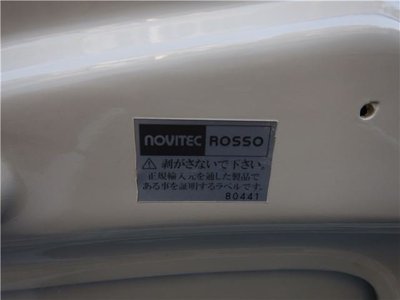 NOVITEC ROSSO
⚠ 剥がさないで下さい。
正規輸入元を通した製品で
ある事を証明するラベルです。
80441